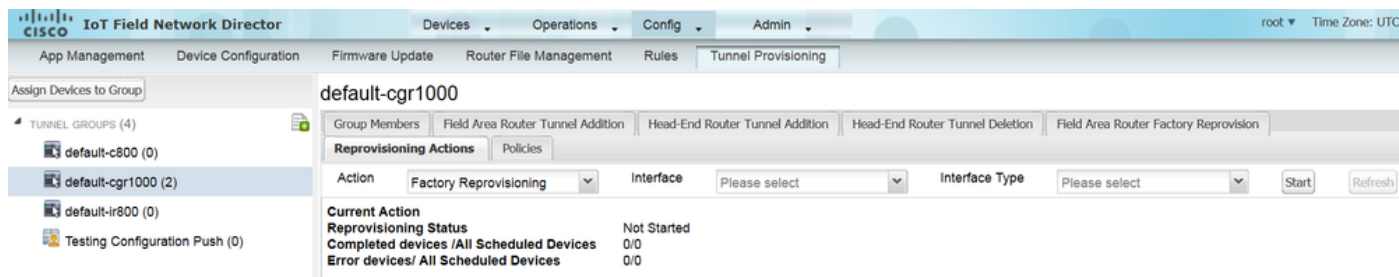 CISCO IoT Field Network Director Devices Operations Config Admin root Time Zone: UTC
App Management Device Configuration Firmware Update Router File Management Rules Tunnel Provisioning
Assign Devices to Group
default-cgr1000
TUNNEL GROUPS (4)
default-c800 (0)
default-cgr1000 (2)
default-ir800 (0)
Testing Configuration Push (0)
Group Members Field Area Router Tunnel Addition Head-End Router Tunnel Addition Head-End Router Tunnel Deletion Field Area Router Factory Reprovision
Reprovisioning Actions Policies
Action Factory Reprovisioning Interface Please select Interface Type Please select Start Refresh
Current Action
Reprovisioning Status Not Started
Completed devices /All Scheduled Devices 0/0
Error devices/ All Scheduled Devices 0/0